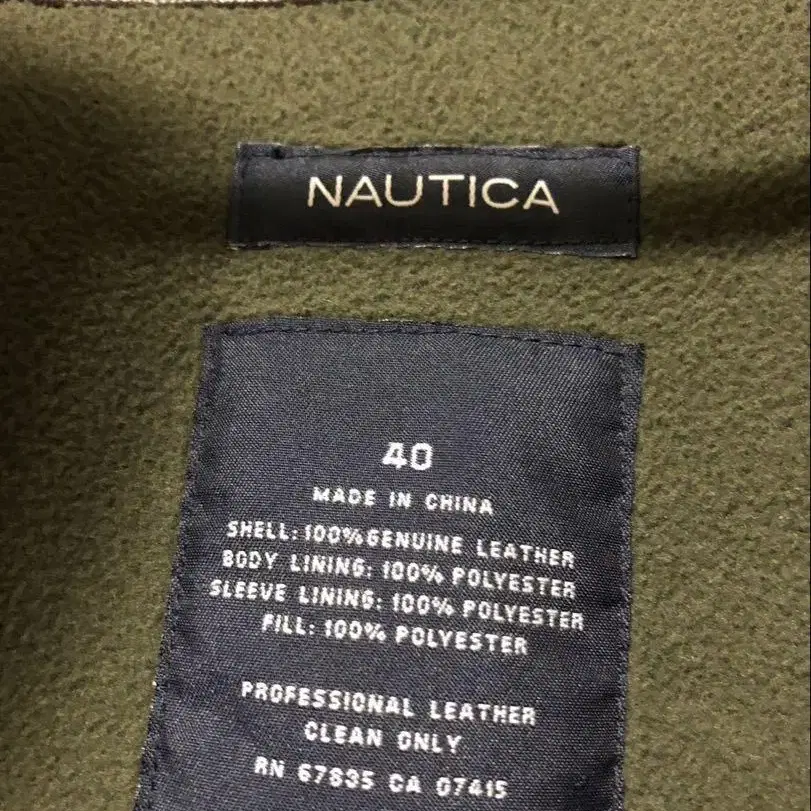 NAUTICA
40
MADE IN CHINA
SHELL: 100% GENUINE LEATHER
BODY LINING: 100% POLYESTER
SLEEVE LINING: 100% POLYESTER
FILL: 100% POLYESTER
PROFESSIONAL LEATHER
CLEAN ONLY
RN 67835 CA 07415